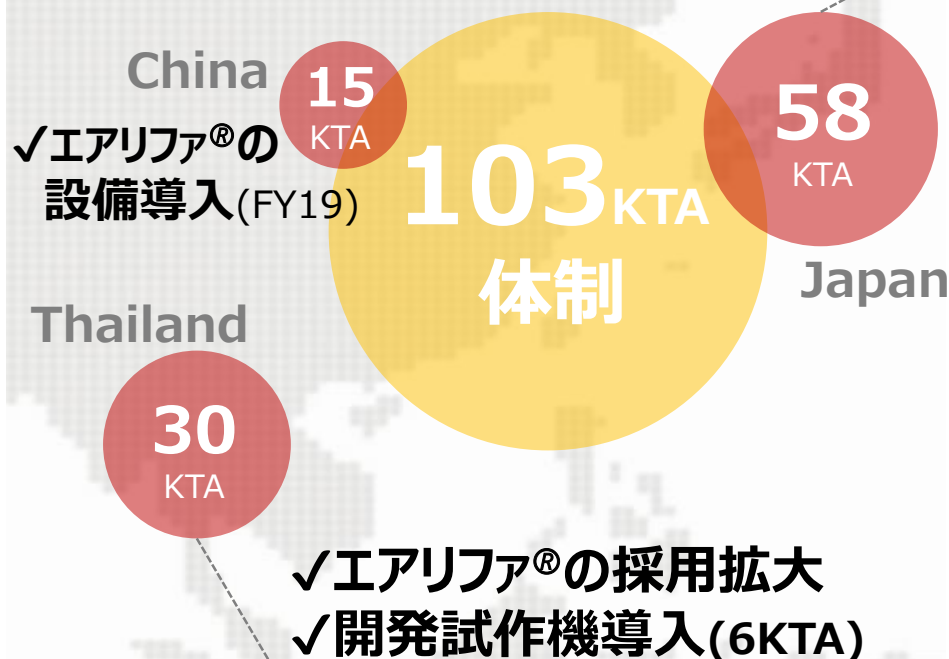 China
15
KTA
✓エアリファ®の
設備導入(FY19)
103KTA
体制
58
KTA
Japan
Thailand
30
KTA
✓エアリファ®の採用拡大
✓開発試作機導入(6KTA)